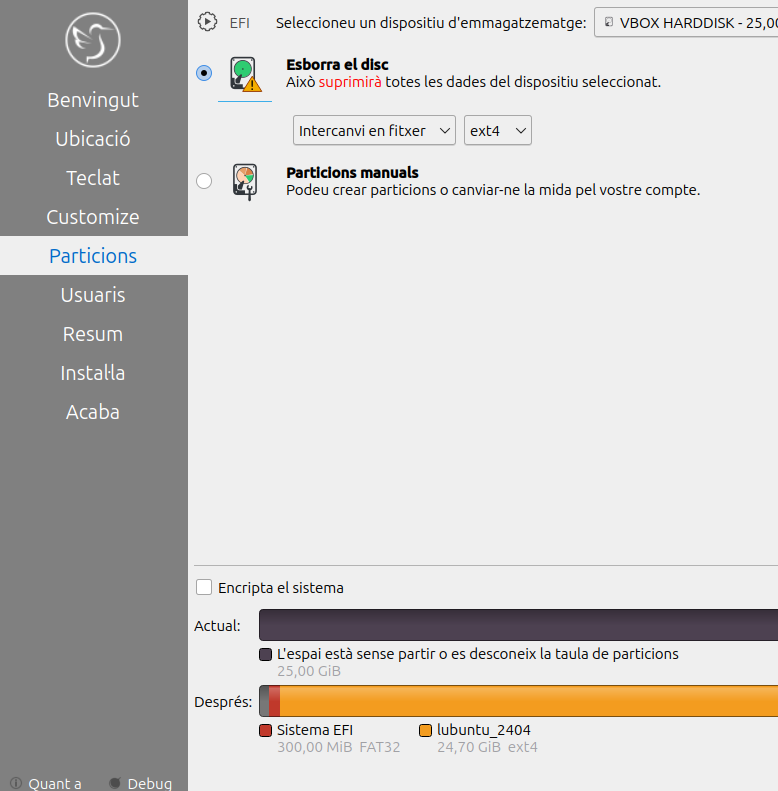 Benvingut
Ubicació
Teclat
Customize
Particions
Usuaris
Resum
Instal·la
Acaba
Quant a
Debug
EFI
Seleccioneu un dispositiu d'emmagatzematge:
VBOX HARDDISK - 25,0
Esborra el disc
Això suprimirà totes les dades del dispositiu seleccionat.
Intercanvi en fitxer
ext4
Particions manuals
Podeu crear particions o canviar-ne la mida pel vostre compte.
Encripta el sistema
Actual:
L'espai està sense partir o es desconeix la taula de particions
25,00 GiB
Després:
Sistema EFI
300,00 MiB FAT32
lubuntu_2404
24,70 GiB ext4